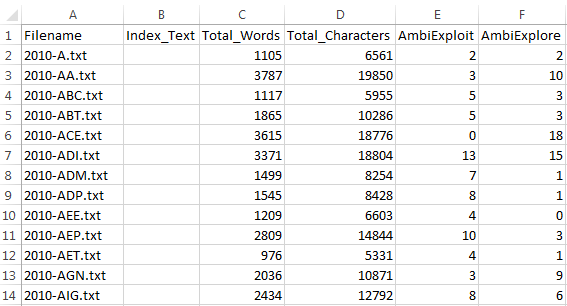 A B C D E F
1 Filename Index_Text Total_Words Total_Characters AmbiExploit AmbiExplore
2 2010-A.txt 1105 6561 2 2
3 2010-AA.txt 3787 19850 3 10
4 2010-ABC.txt 1117 5955 5 3
5 2010-ABT.txt 1865 10286 5 3
6 2010-ACE.txt 3615 18776 0 18
7 2010-ADI.txt 3371 18804 13 15
8 2010-ADM.txt 1499 8254 7 1
9 2010-ADP.txt 1545 8428 8 1
10 2010-AEE.txt 1209 6603 4 0
11 2010-AEP.txt 2809 14844 10 3
12 2010-AET.txt 976 5331 4 1
13 2010-AGN.txt 2036 10871 3 9
14 2010-AIG.txt 2434 12792 8 6